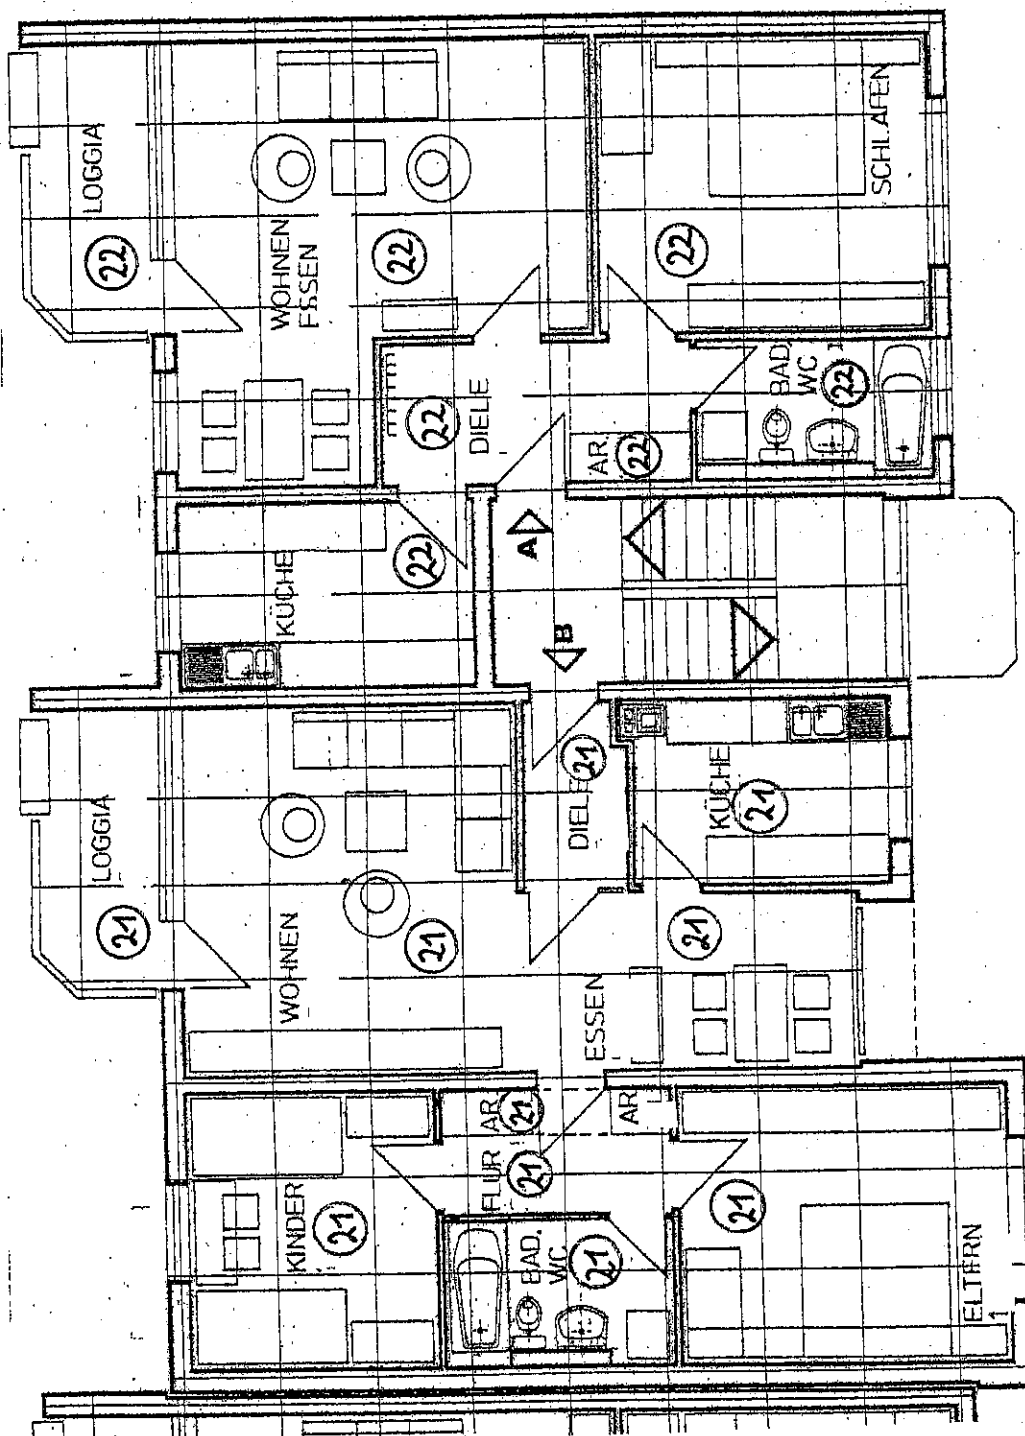 LOGGIA
22
WOHNEN
ESSEN
22
SCHLAFEN
22
DIELE
22
AR.
22
BAD.
WC
22
KÜCHE
22
A
B
LOGGIA
21
WOHNEN
21
DIELE
21
KÜCHE
21
ESSEN
21
KINDER
21
FLUR
21
AR
21
AR
BAD.
WC
21
ELTERN
21
1